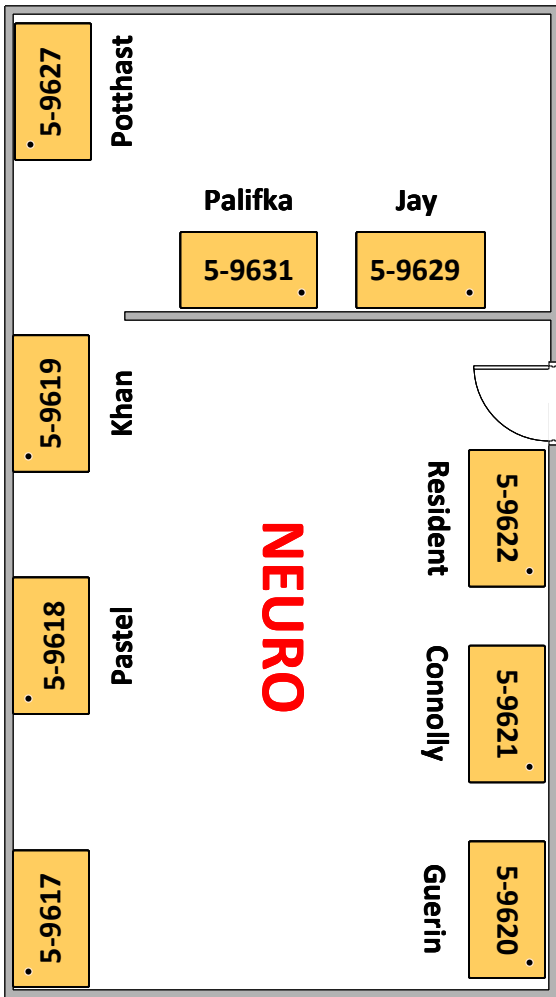 5-9627
Potthast
Palifka
Jay
5-9631
5-9629
5-9619
Khan
Resident
5-9622
NEURO
5-9618
Pastel
Connolly
5-9621
5-9617
Guerin
5-9620